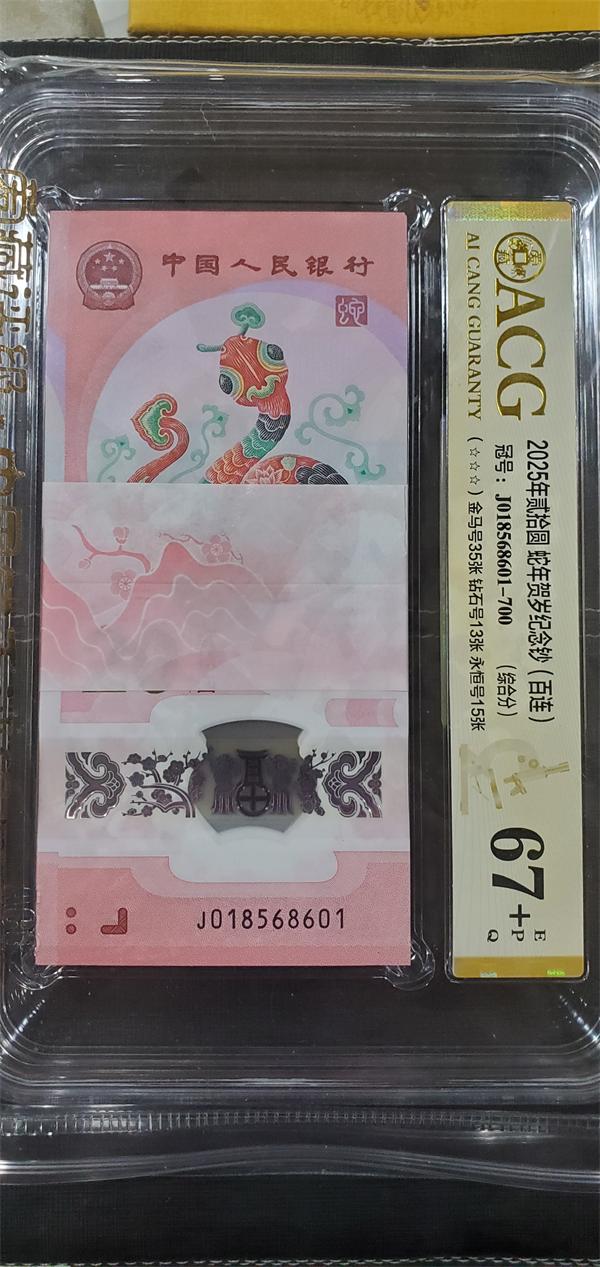 中国人民银行
蛇
J018568601
ACG
AI CANG GUARANTY
2025年贰拾圆 蛇年贺岁纪念钞（百连）
冠号：J018568601-700 （综合分）
（☆☆☆）金马号35张 钻石号13张 永恒号15张
67+
E
P
Q